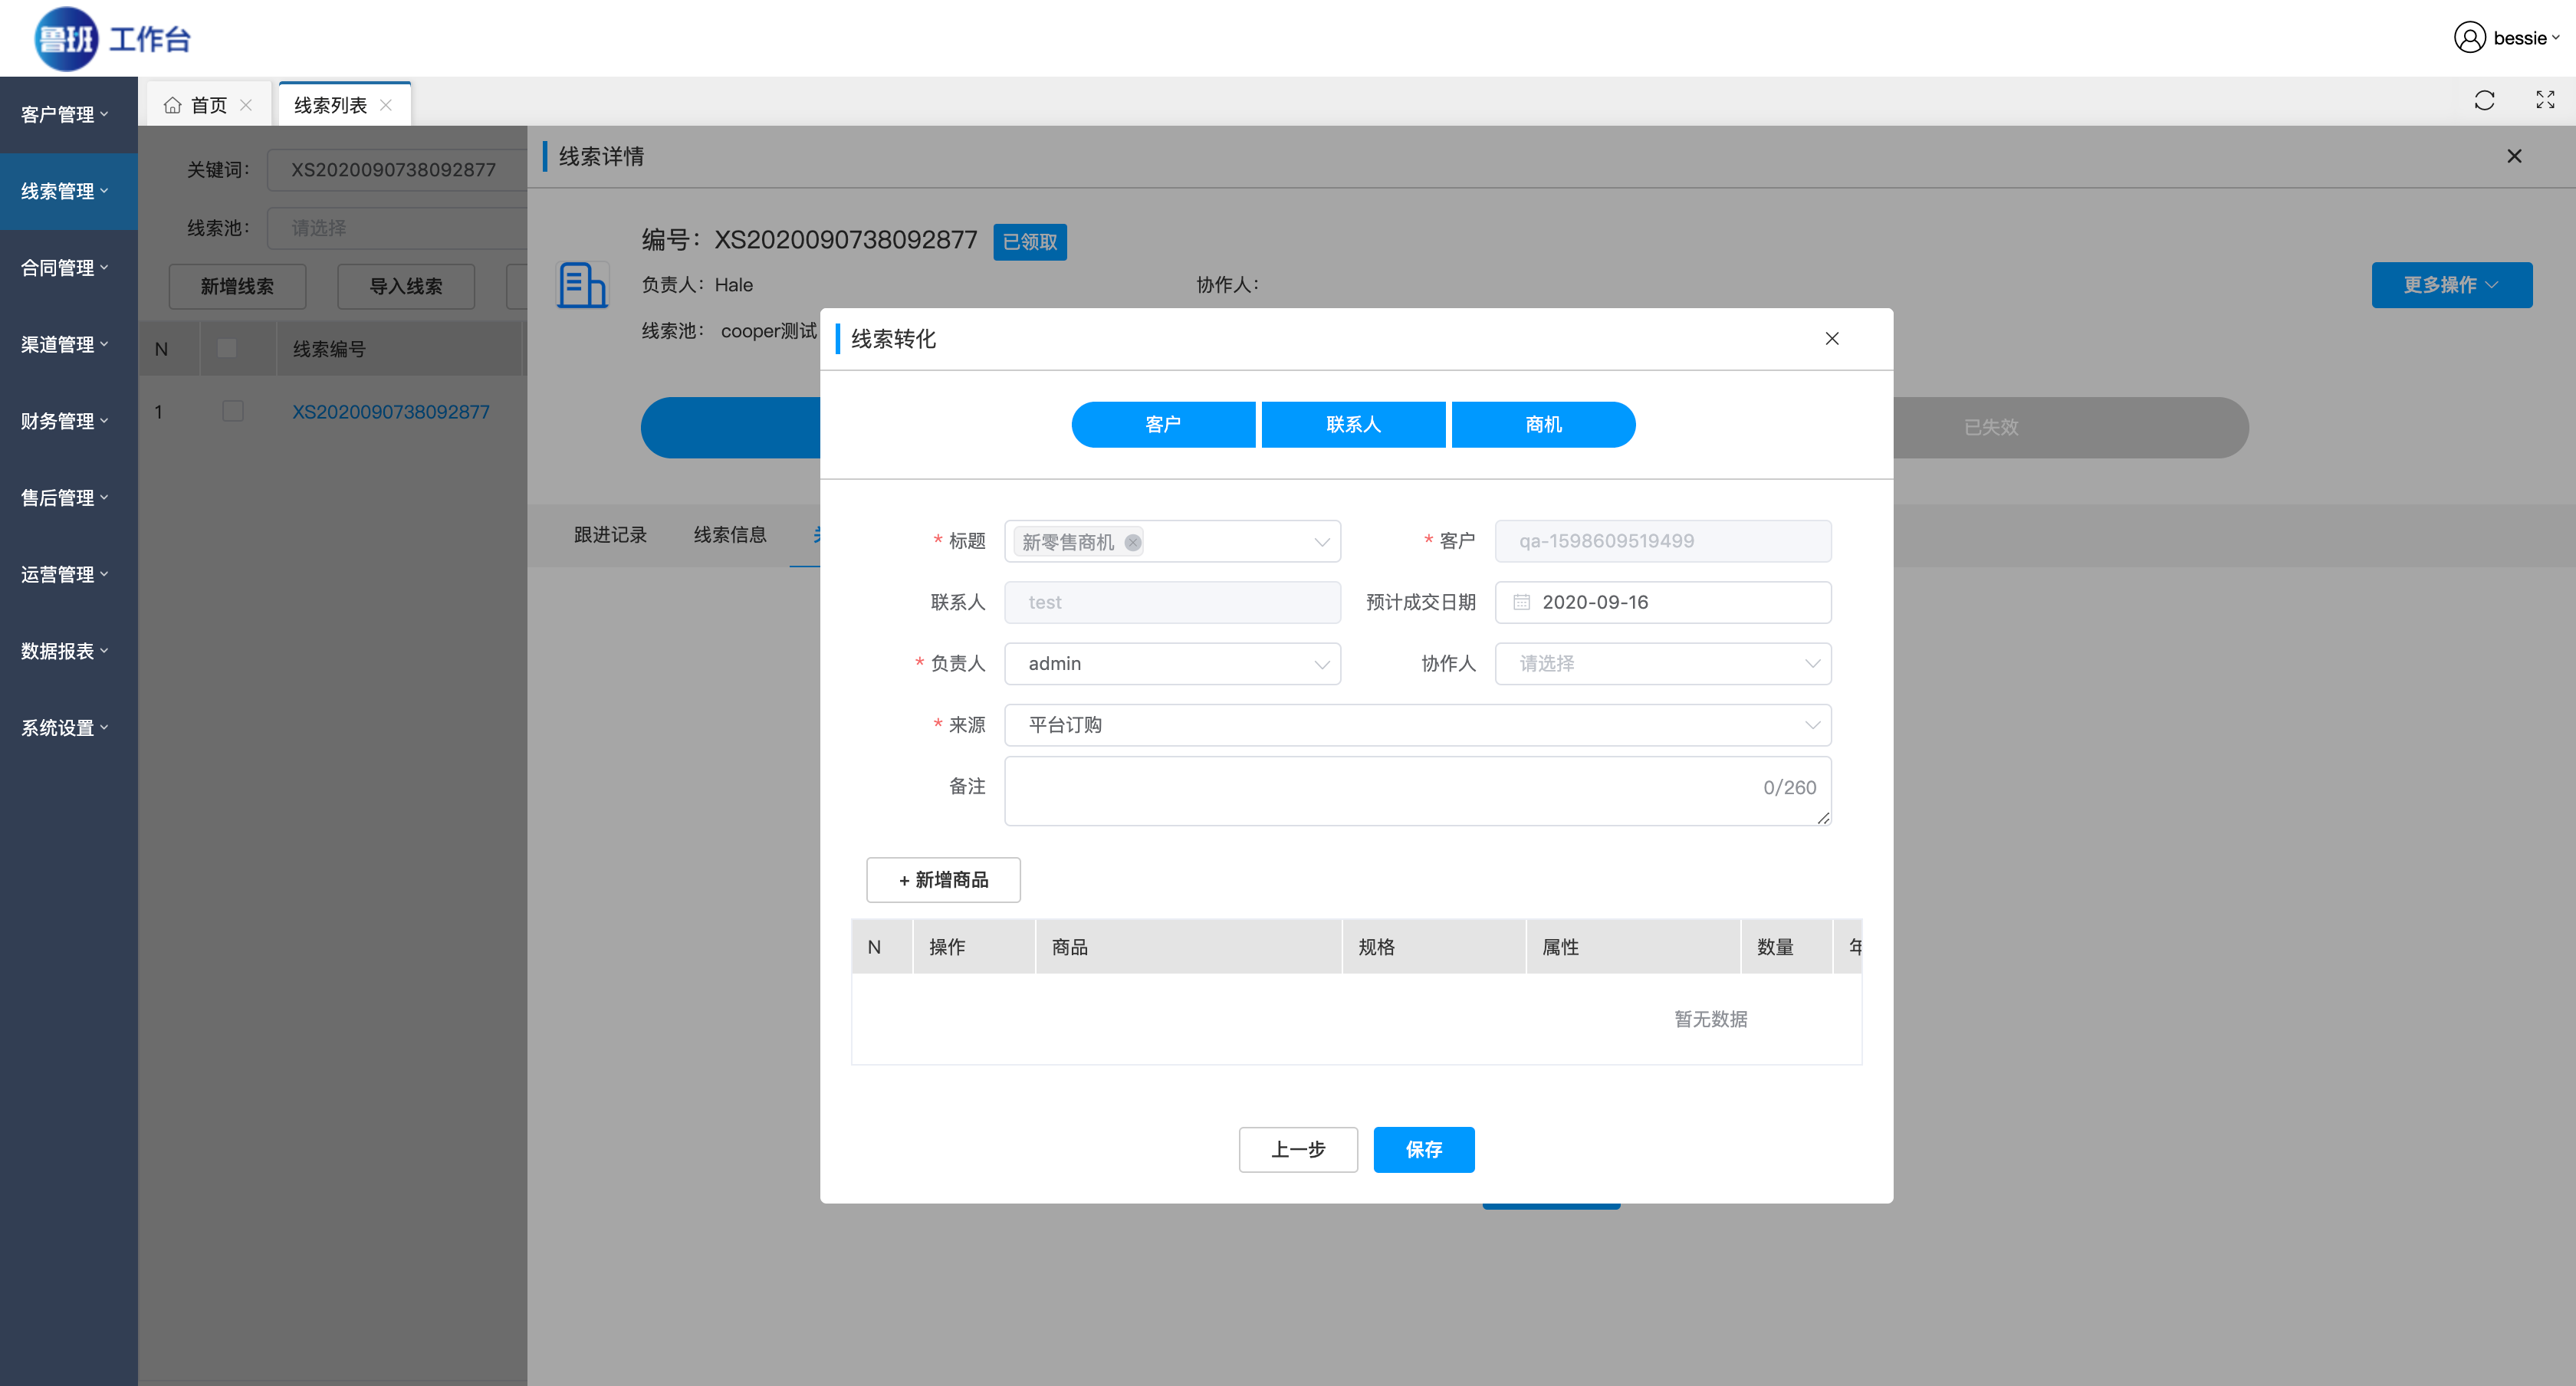 鲁班 工作台
bessie
客户管理
线索管理
合同管理
渠道管理
财务管理
售后管理
运营管理
数据报表
系统设置
首页
线索列表
关键词：
XS2020090738092877
线索池：
请选择
新增线索
导入线索
N
线索编号
1
XS2020090738092877
线索详情
编号：XS2020090738092877
已领取
负责人：Hale
协作人：
线索池：cooper测试
更多操作
已失效
跟进记录
线索信息
线索转化
客户
联系人
商机
* 标题
新零售商机
* 客户
qa-1598609519499
联系人
test
预计成交日期
2020-09-16
* 负责人
admin
协作人
请选择
* 来源
平台订购
备注
0/260
+ 新增商品
N
操作
商品
规格
属性
数量
年
暂无数据
上一步
保存